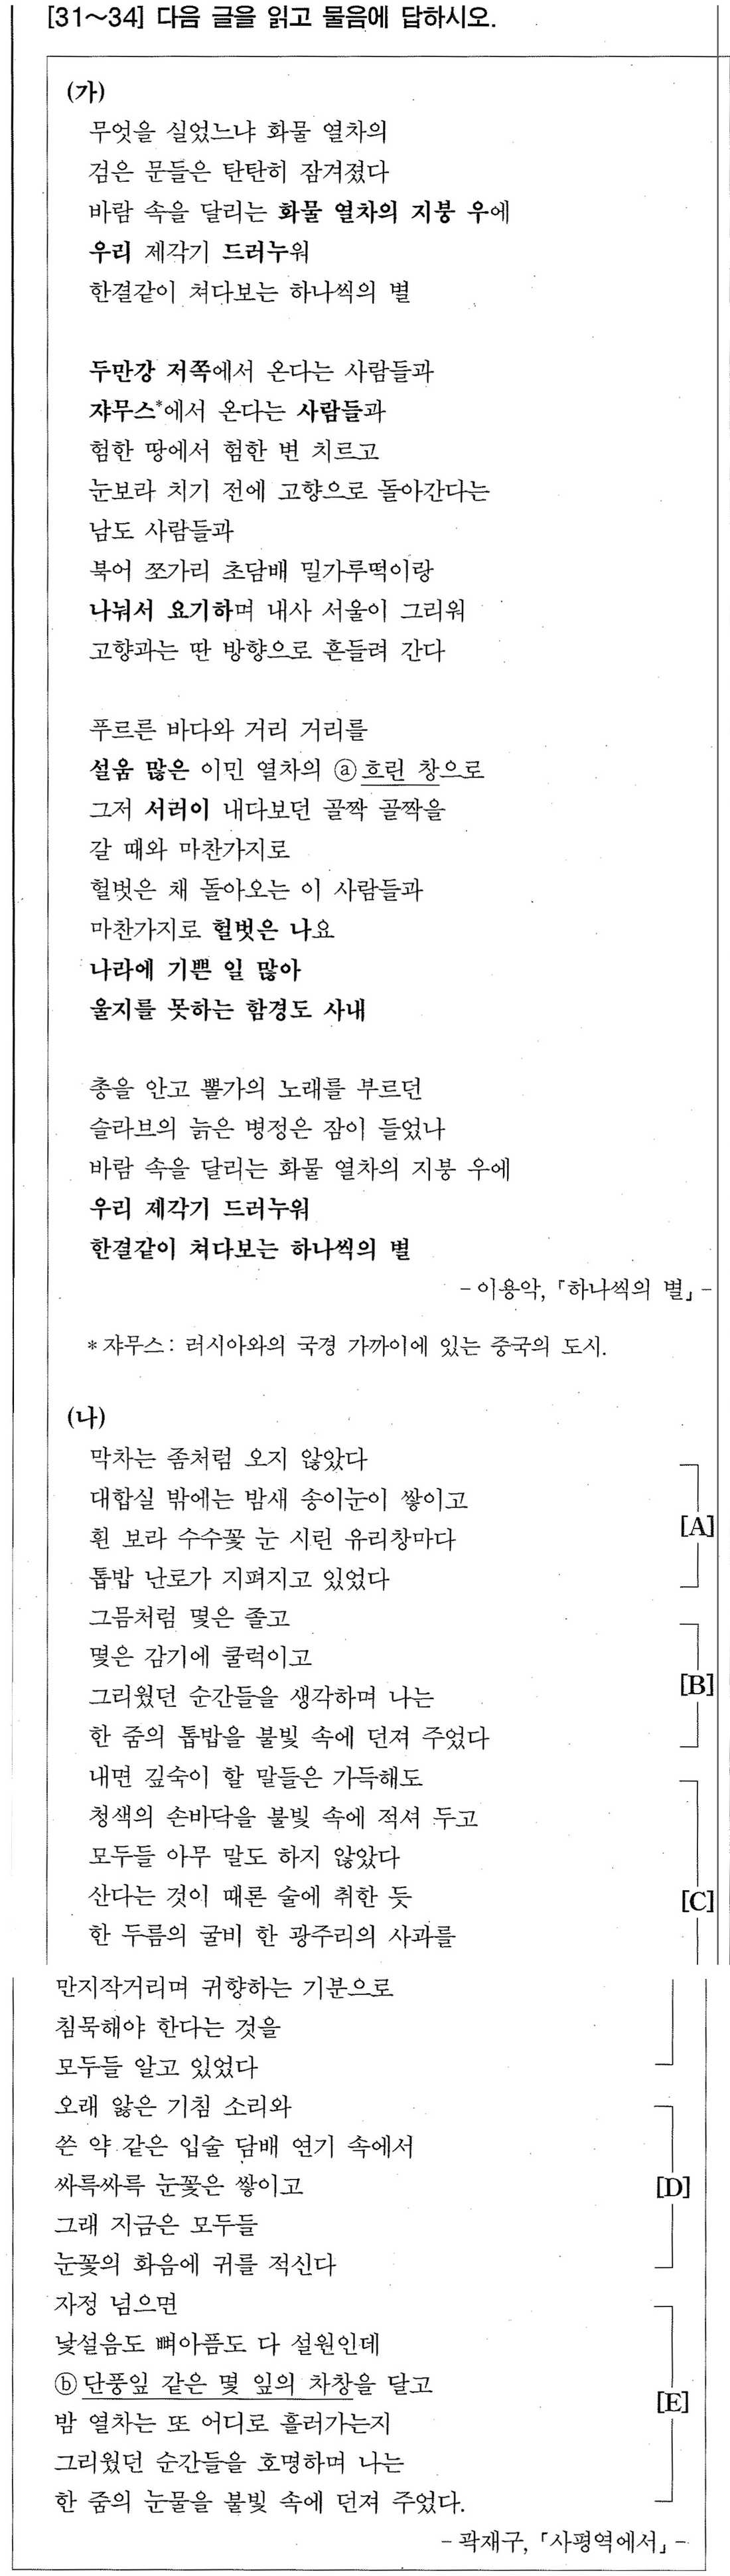 [31~34] 다음 글을 읽고 물음에 답하시오.
(가)
무엇을 실었느냐 화물 열차의
검은 문들은 탄탄히 잠겨졌다
바람 속을 달리는 화물 열차의 지붕 우에
우리 제각기 드러누워
한결같이 쳐다보는 하나씩의 별
두만강 저쪽에서 온다는 사람들과
쟈무스*에서 온다는 사람들과
험한 땅에서 험한 변 치르고
눈보라 치기 전에 고향으로 돌아간다는
남도 사람들과
북어 쪼가리 초담배 밀가루떡이랑
나눠서 요기하며 내사 서울이 그리워
고향과는 딴 방향으로 흔들려 간다
푸르른 바다와 거리 거리를
설움 많은 이민 열차의 ⓐ흐린 창으로
그저 서러이 내다보던 골짝 골짝을
갈 때와 마찬가지로
헐벗은 채 돌아오는 이 사람들과
마찬가지로 헐벗은 나요
나라에 기쁜 일 많아
울지를 못하는 함경도 사내
총을 안고 뽈가의 노래를 부르던
슬라브의 늙은 병정은 잠이 들었나
바람 속을 달리는 화물 열차의 지붕 우에
우리 제각기 드러누워
한결같이 쳐다보는 하나씩의 별
- 이용악, 「하나씩의 별」 -
* 쟈무스 : 러시아와의 국경 가까이에 있는 중국의 도시.
(나)
막차는 좀처럼 오지 않았다
대합실 밖에는 밤새 송이눈이 쌓이고
흰 보라 수수꽃 눈 시린 유리창마다
[A]
톱밥 난로가 지펴지고 있었다
그믐처럼 몇은 졸고
몇은 감기에 쿨럭이고
그리웠던 순간들을 생각하며 나는
[B]
한 줌의 톱밥을 불빛 속에 던져 주었다
내면 깊숙이 할 말들은 가득해도
청색의 손바닥을 불빛 속에 적셔 두고
모두들 아무 말도 하지 않았다
산다는 것이 때론 술에 취한 듯
[C]
한 두름의 굴비 한 광주리의 사과를
만지작거리며 귀향하는 기분으로
침묵해야 한다는 것을
모두들 알고 있었다
오래 앓은 기침 소리와
쓴 약 같은 입술 담배 연기 속에서
싸륵싸륵 눈꽃은 쌓이고
[D]
그래 지금은 모두들
눈꽃의 화음에 귀를 적신다
자정 넘으면
낯설음도 뼈아픔도 다 설원인데
ⓑ단풍잎 같은 몇 잎의 차창을 달고
[E]
밤 열차는 또 어디로 흘러가는지
그리웠던 순간들을 호명하며 나는
한 줌의 눈물을 불빛 속에 던져 주었다.
- 곽재구, 「사평역에서」 -